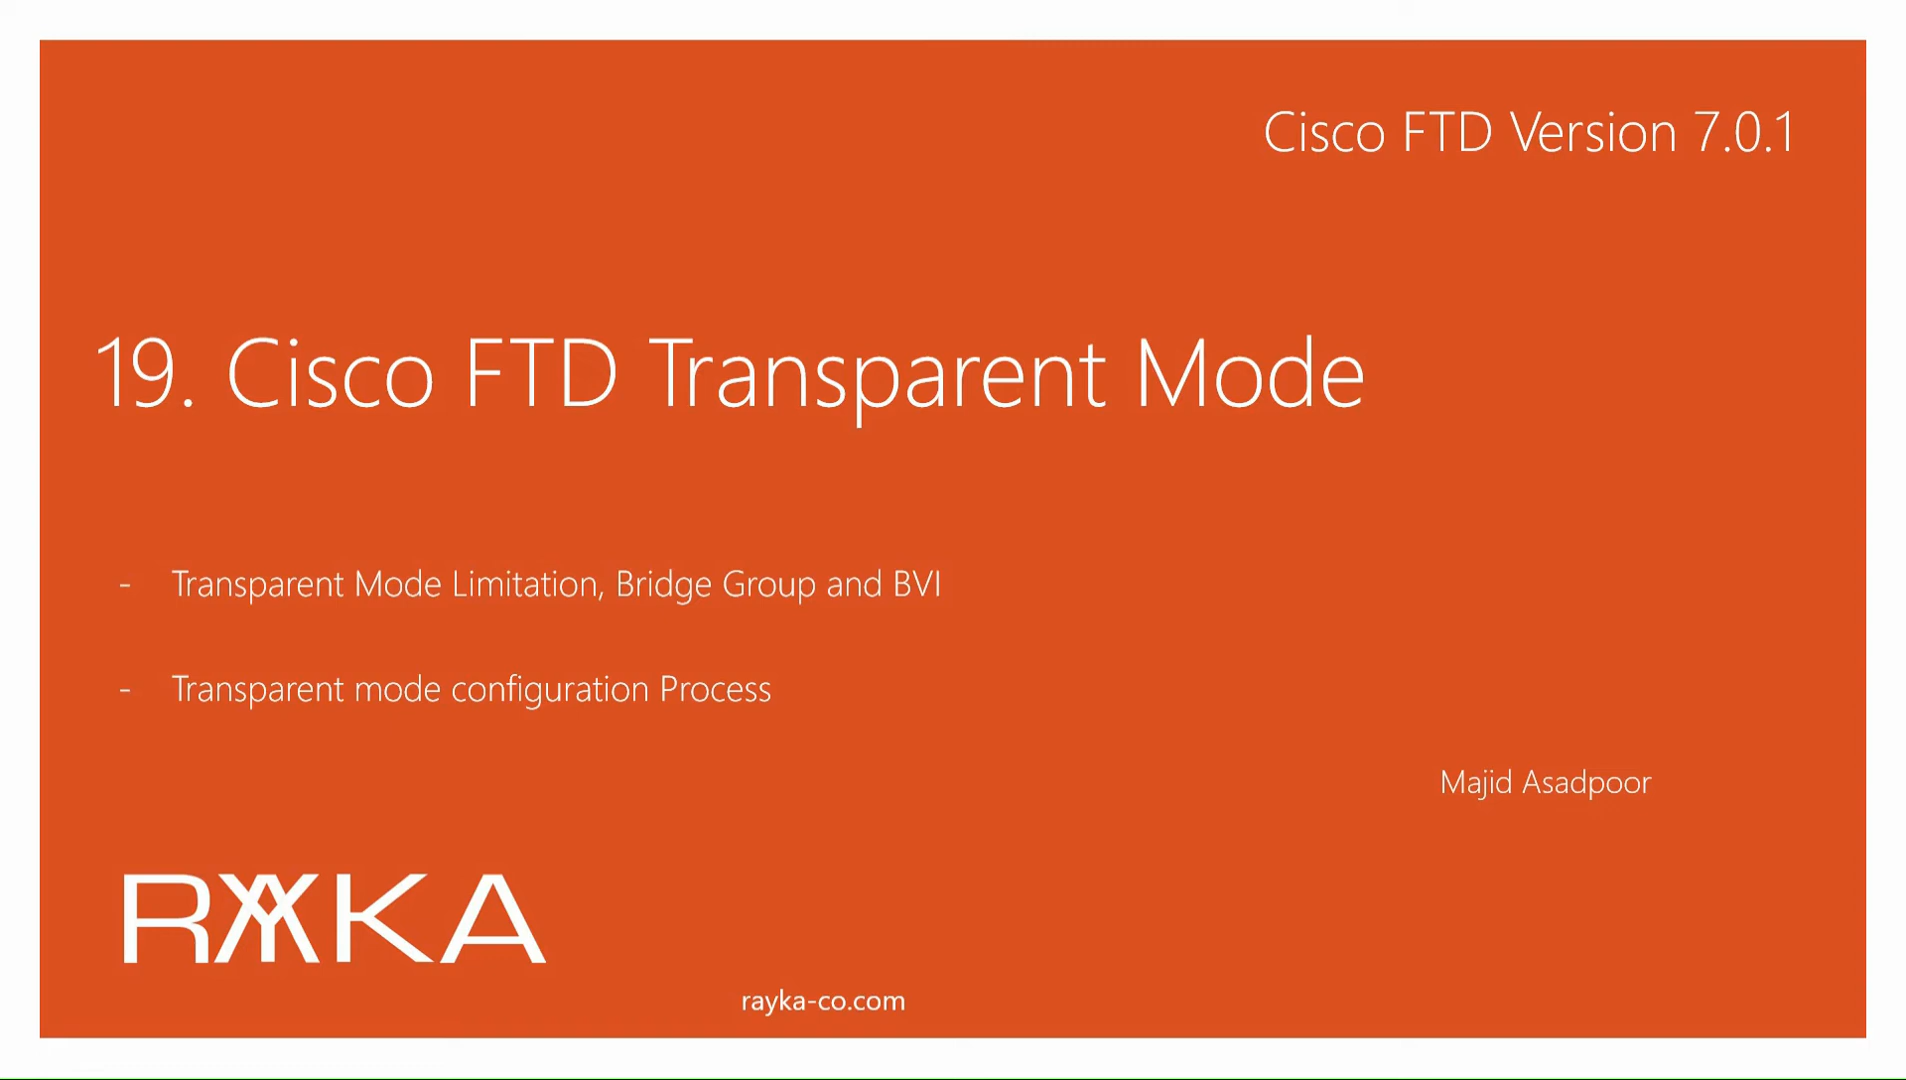 Cisco FTD Version 7.0.1
19. Cisco FTD Transparent Mode
- Transparent Mode Limitation, Bridge Group and BVI
- Transparent mode configuration Process
Majid Asadpoor
RAYKA
rayka-co.com